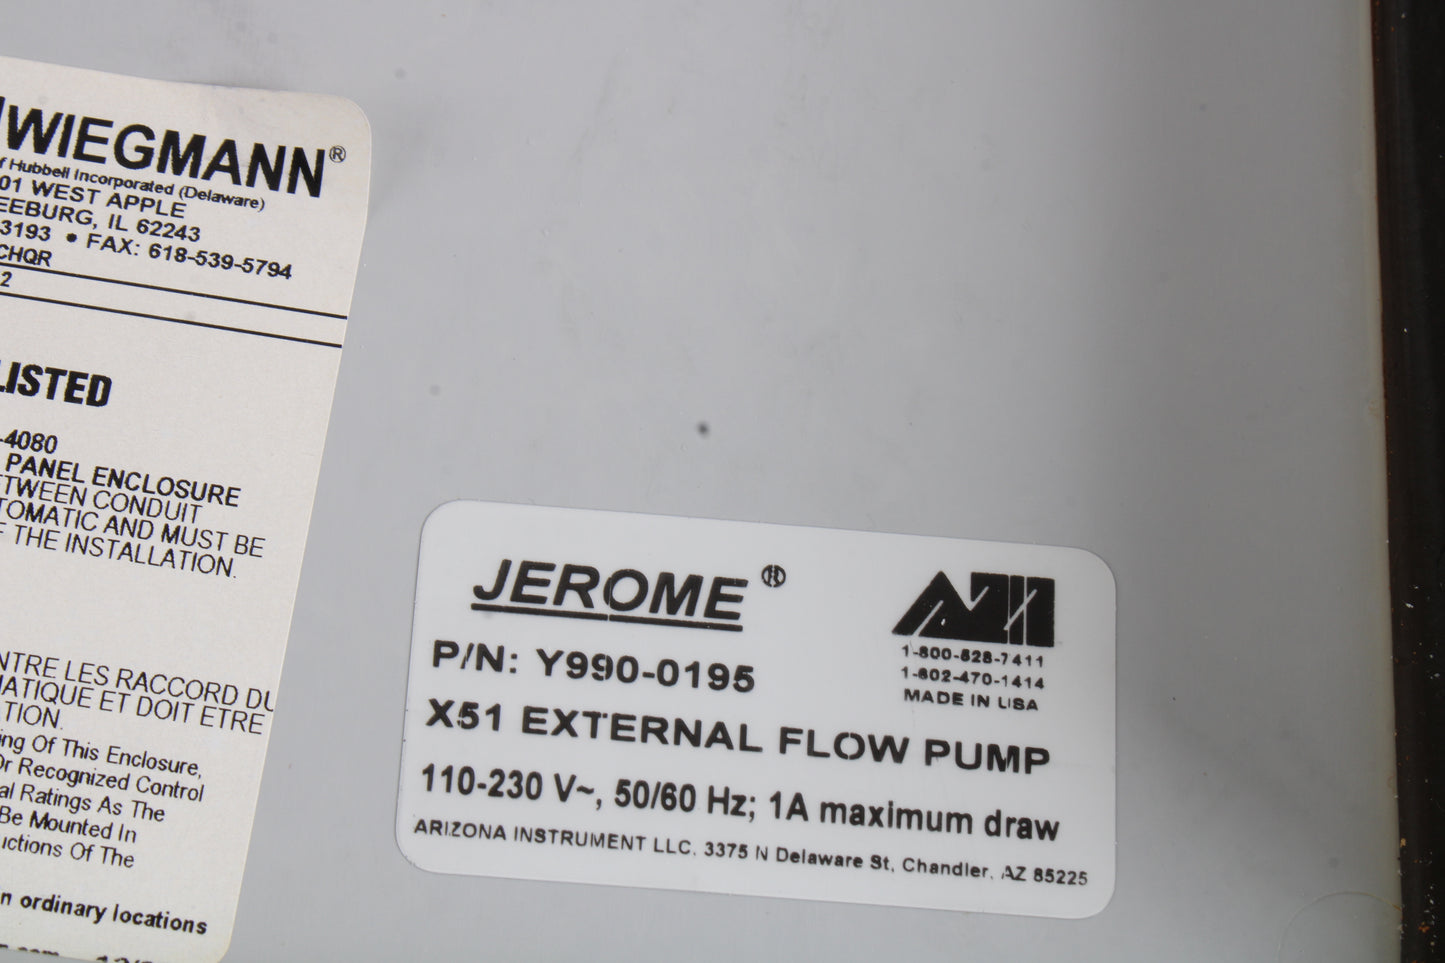 WIEGMANN®
f Hubbell Incorporated (Delaware)
01 WEST APPLE
EEBURG, IL 62243
3193 • FAX: 618-539-5794
CHQR
2
LISTED
-4080
PANEL ENCLOSURE
TWEEN CONDUIT
TOMATIC AND MUST BE
F THE INSTALLATION.
NTRE LES RACCORD DU
MATIQUE ET DOIT ETRE
TION.
ing Of This Enclosure,
Or Recognized Control
al Ratings As The
Be Mounted In
uctions Of The
n ordinary locations
JEROME®
AZI
1-800-528-7411
1-602-470-1414
MADE IN USA
P/N: Y990-0195
X51 EXTERNAL FLOW PUMP
110-230 V~, 50/60 Hz; 1A maximum draw
ARIZONA INSTRUMENT LLC, 3375 N Delaware St, Chandler, AZ 85225